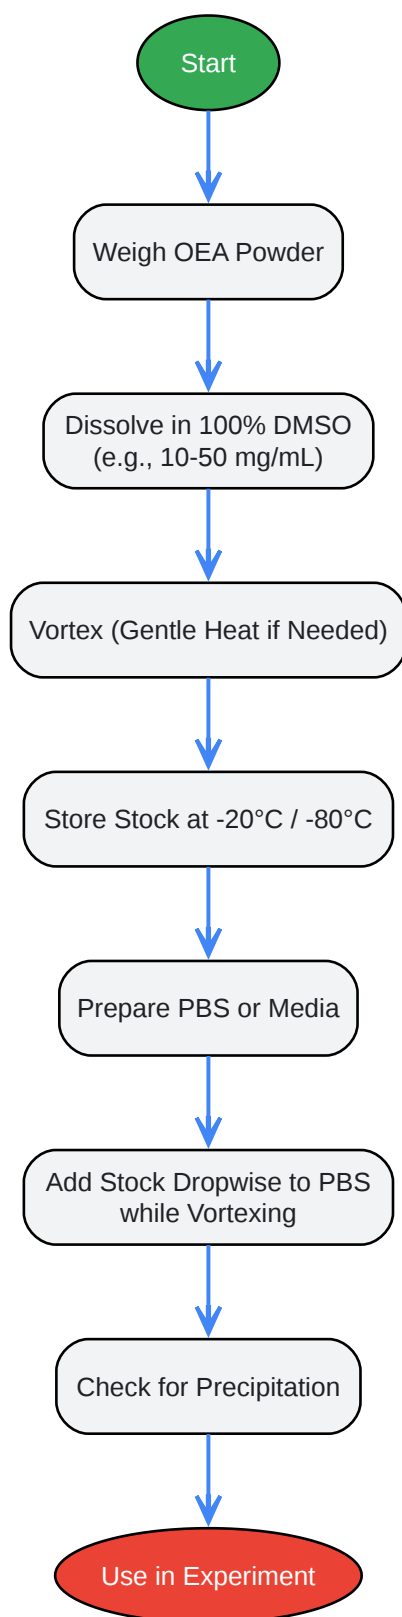 Start
Weigh OEA Powder
Dissolve in 100% DMSO
(e.g., 10-50 mg/mL)
Vortex (Gentle Heat if Needed)
Store Stock at -20°C / -80°C
Prepare PBS or Media
Add Stock Dropwise to PBS
while Vortexing
Check for Precipitation
Use in Experiment